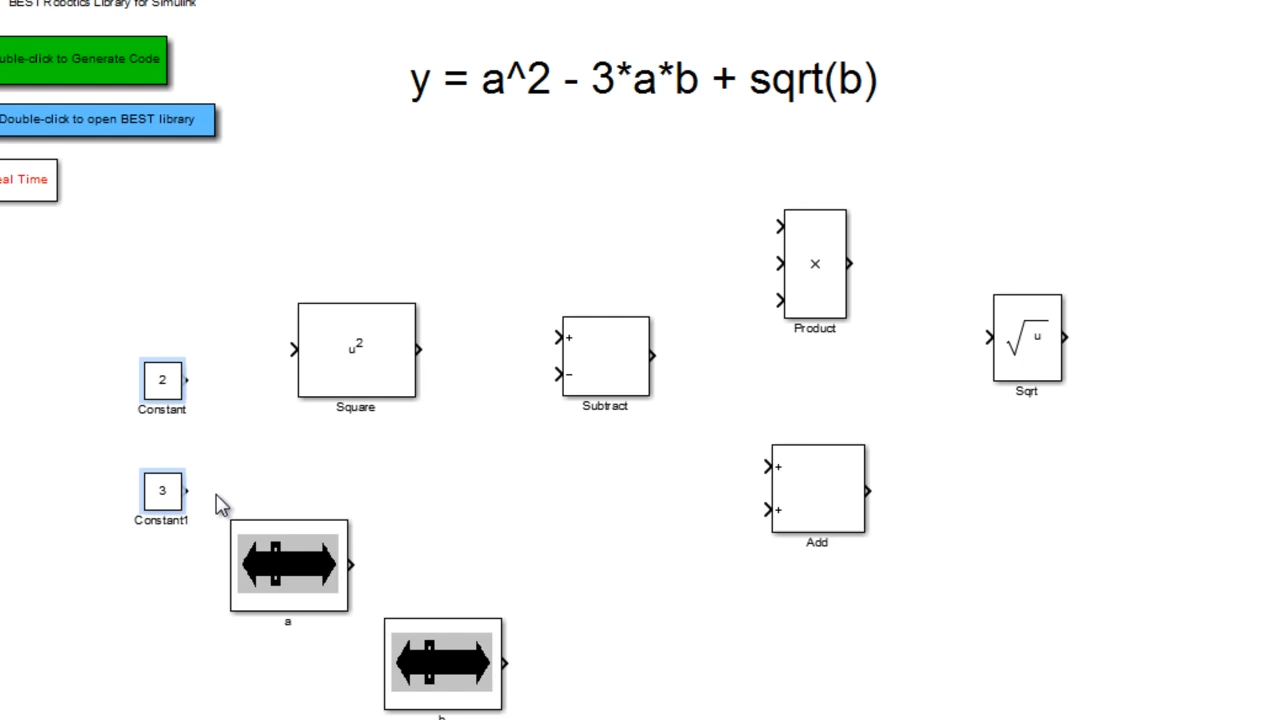 BEST Robotics Library for Simulink
uble-click to Generate Code
y = a^2 - 3*a*b + sqrt(b)
Double-click to open BEST library
eal Time
×
Product
u
Sqrt
u2
Square
+
−
Subtract
2
Constant
3
Constant1
+
+
Add
a
b